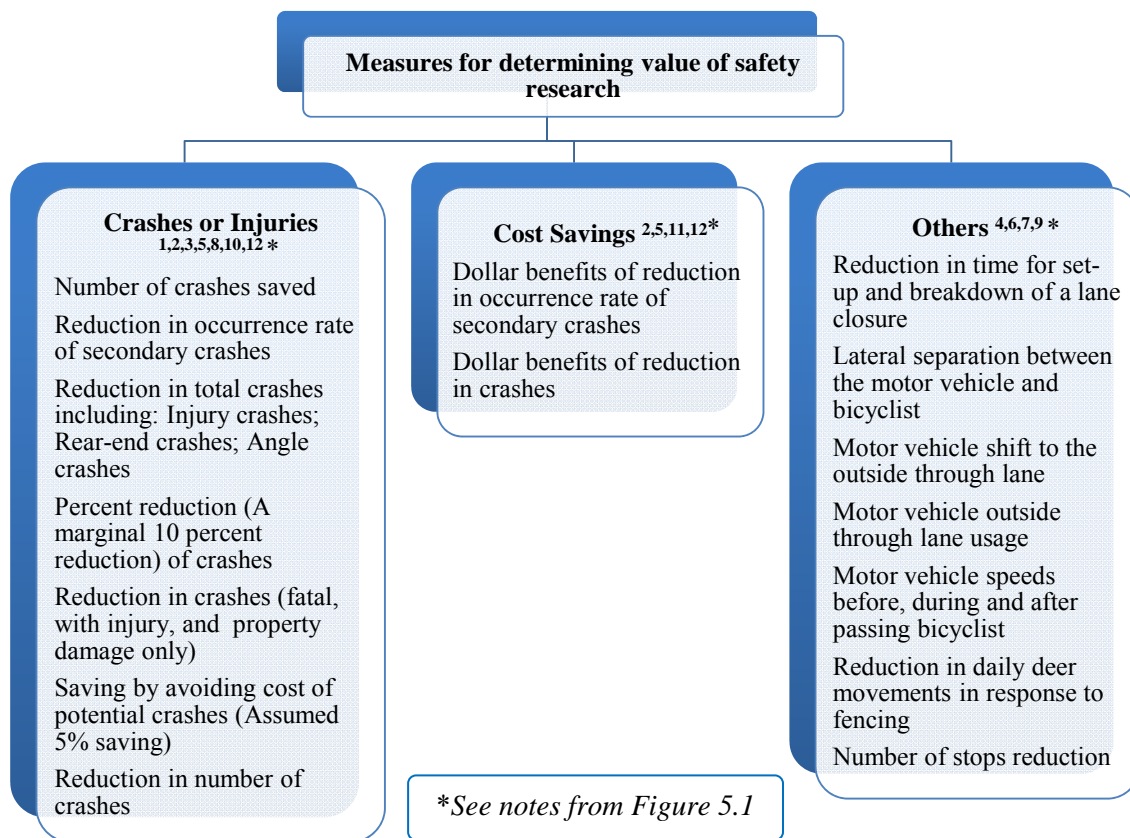 Measures for determining value of safety
research
Crashes or Injuries
1,2,3,5,8,10,12 *
Number of crashes saved
Reduction in occurrence rate
of secondary crashes
Reduction in total crashes
including: Injury crashes;
Rear-end crashes; Angle
crashes
Percent reduction (A
marginal 10 percent
reduction) of crashes
Reduction in crashes (fatal,
with injury, and property
damage only)
Saving by avoiding cost of
potential crashes (Assumed
5% saving)
Reduction in number of
crashes
Cost Savings 2,5,11,12*
Dollar benefits of reduction
in occurrence rate of
secondary crashes
Dollar benefits of reduction
in crashes
Others 4,6,7,9 *
Reduction in time for set-
up and breakdown of a lane
closure
Lateral separation between
the motor vehicle and
bicyclist
Motor vehicle shift to the
outside through lane
Motor vehicle outside
through lane usage
Motor vehicle speeds
before, during and after
passing bicyclist
Reduction in daily deer
movements in response to
fencing
Number of stops reduction
*See notes from Figure 5.1